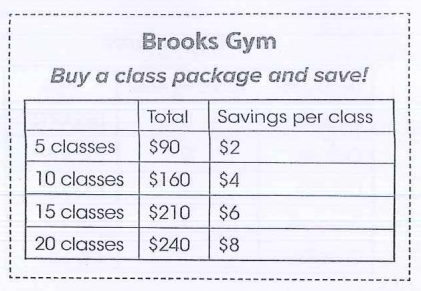 Brooks Gym
Buy a class package and save!
Total Savings per class
5 classes $90 $2
10 classes $160 $4
15 classes $210 $6
20 classes $240 $8